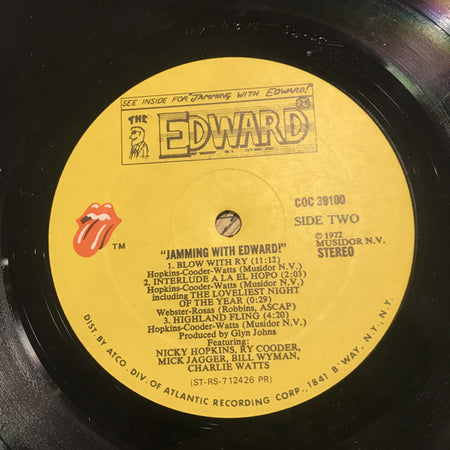 SEE INSIDE FOR "JAMMING WITH EDWARD!"
THE EDWARD
COC 39100
SIDE TWO
℗ 1972
MUSIDOR N.V.
STEREO
TM
"JAMMING WITH EDWARD!"
1. BLOW WITH RY (11:12)
Hopkins-Cooder-Watts (Musidor N.V.)
2. INTERLUDE A LA EL HOPO (2:03)
Hopkins-Cooder-Watts (Musidor N.V.)
including THE LOVELIEST NIGHT
OF THE YEAR (0:29)
Webster-Rosas (Robbins, ASCAP)
3. HIGHLAND FLING (4:20)
Hopkins-Cooder-Watts (Musidor N.V.)
Produced by Glyn Johns
Featuring:
NICKY HOPKINS, RY COODER,
MICK JAGGER, BILL WYMAN,
CHARLIE WATTS
(ST-RS-712426 PR)
DIST. BY ATCO. DIV. OF ATLANTIC RECORDING CORP., 1841 B'WAY, N.Y., N.Y.